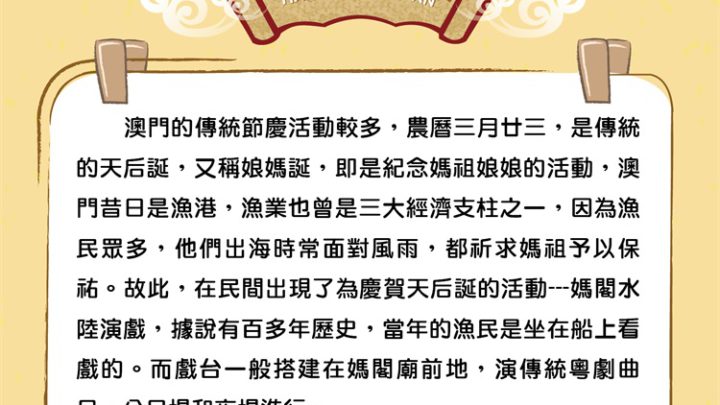 澳門的傳統節慶活動較多，農曆三月廿三，是傳統
的天后誕，又稱娘媽誕，即是紀念媽祖娘娘的活動，澳
門昔日是漁港，漁業也曾是三大經濟支柱之一，因為漁
民眾多，他們出海時常面對風雨，都祈求媽祖予以保
祐。故此，在民間出現了為慶賀天后誕的活動---媽閣水
陸演戲，據說有百多年歷史，當年的漁民是坐在船上看
戲的。而戲台一般搭建在媽閣廟前地，演傳統粵劇曲